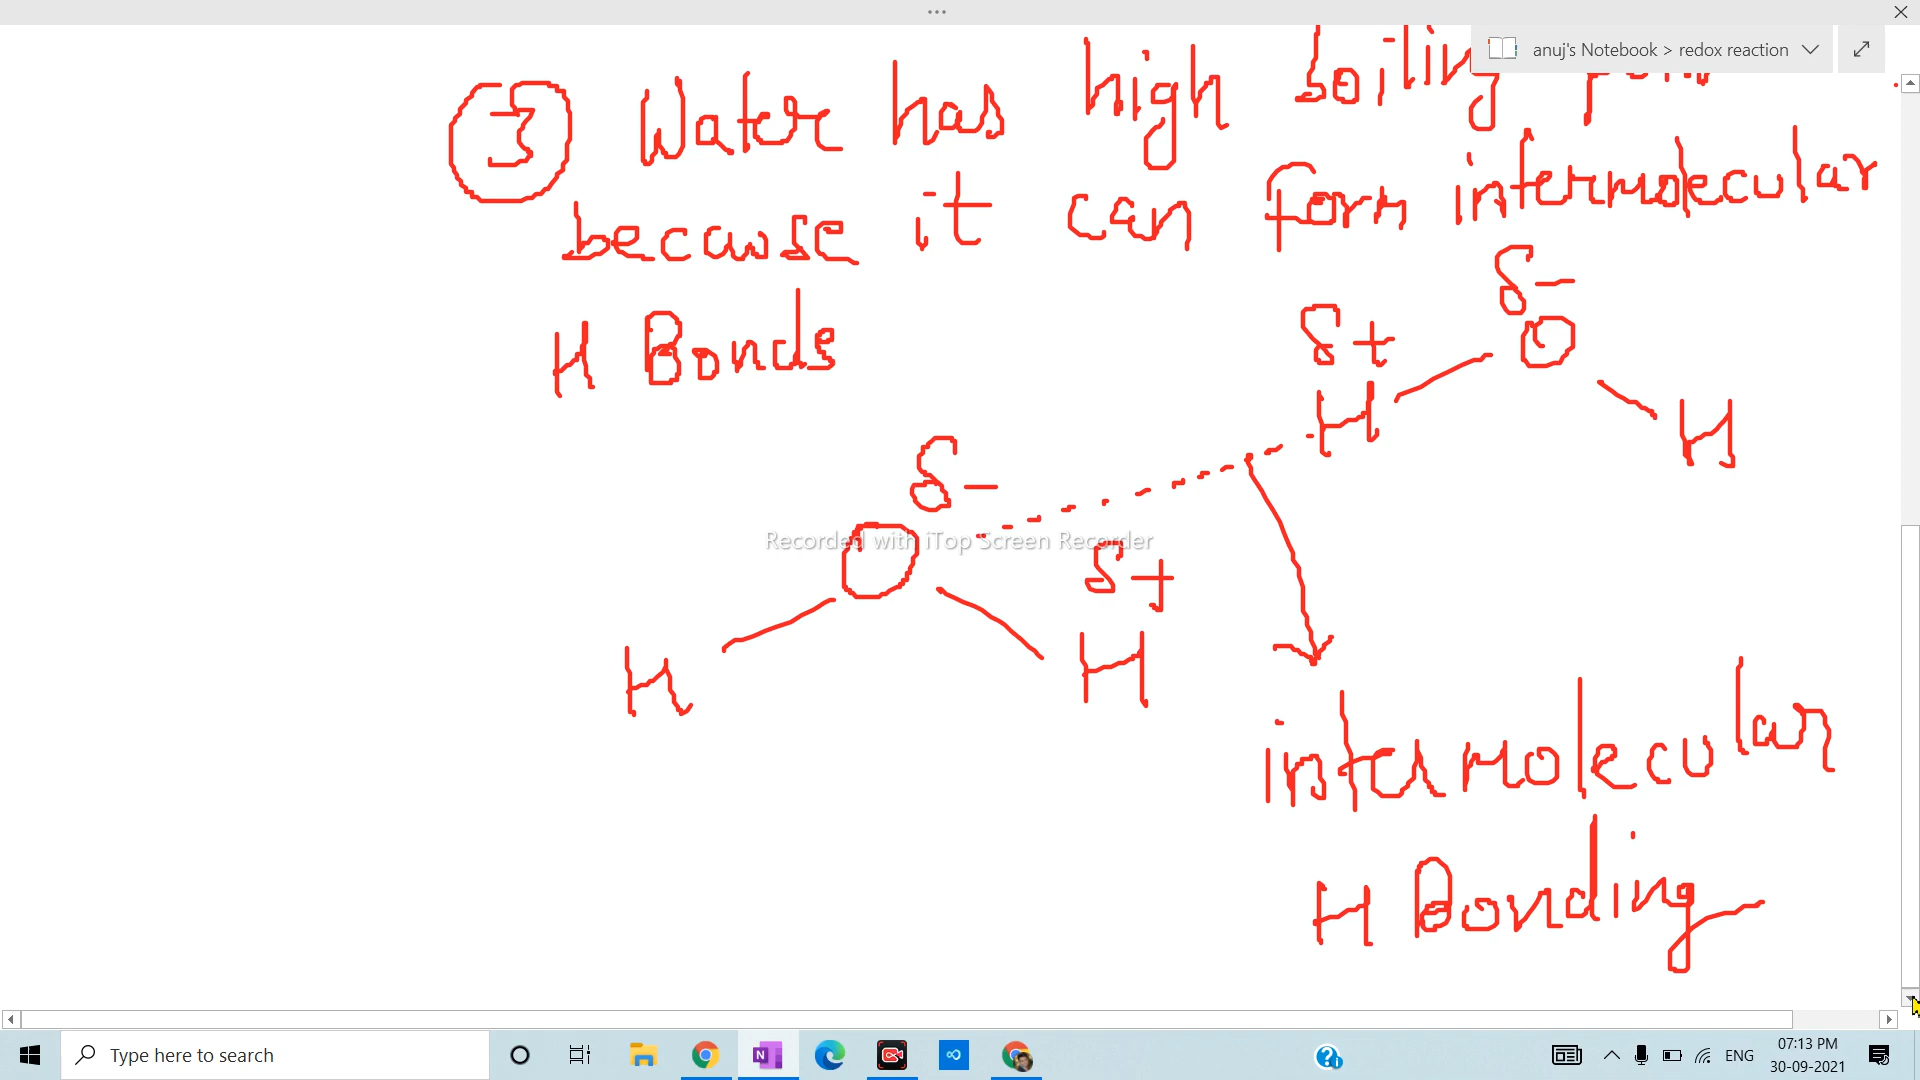 anuj's Notebook > redox reaction
③ Water has high boiling point
because it can form intermolecular
H Bonds
δ-
δ+
O
H
H
δ-
Recorded with iTop Screen Recorder
O
δ+
H
H
intermolecular
H Bonding
Type here to search
ENG
07:13 PM
30-09-2021